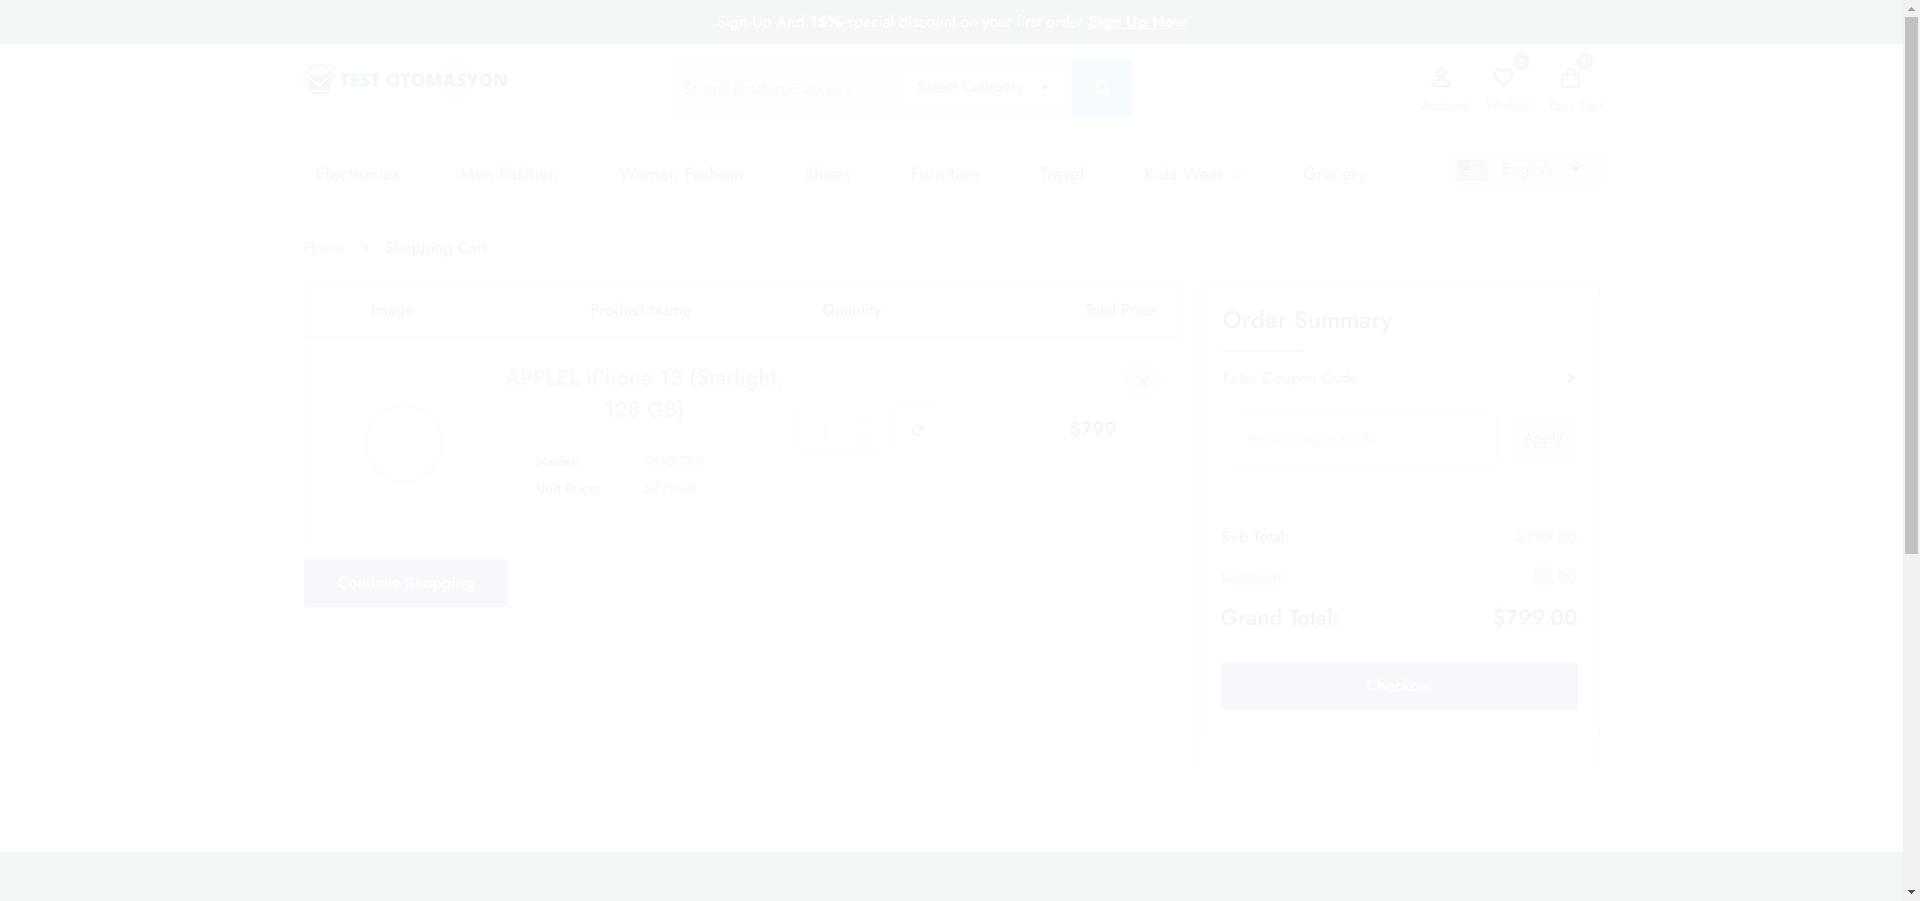 Sign Up And 15% special discount on your first order Sign Up Now
TEST OTOMASYON
Search Product,Category
Select Category
Account
Wishlist
Your Cart
Electronics
Men Fashion
Women Fashion
Shoes
Furniture
Travel
Kids Wear
Grocery
English
Home
Shopping Cart
Image
Product Name
Quantity
Total Price
APPLEL iPhone 13 (Starlight,
128 GB)
Model: IPHO-799
Unit Price: $799.00
1
$799
Continue Shopping
Order Summary
Enter Coupon Code
Enter Coupon Code
Apply
Sub Total: $799.00
Discount: $0.00
Grand Total: $799.00
Checkout